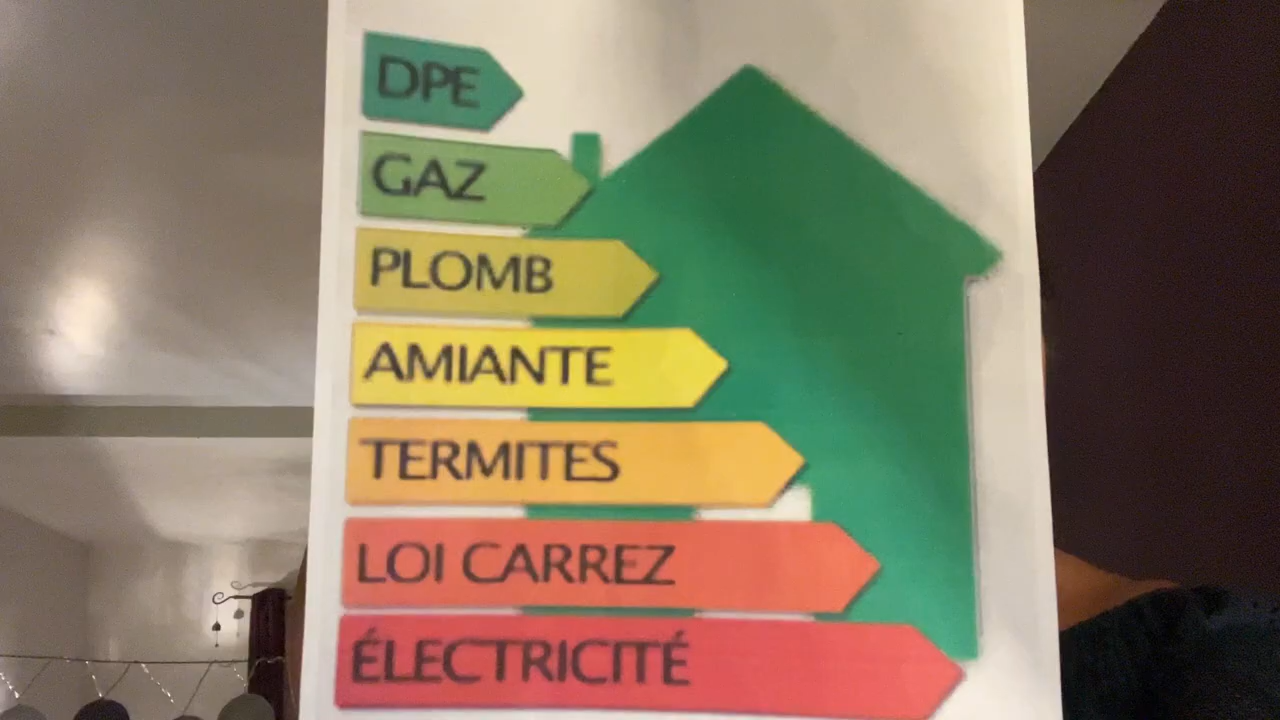 DPE
GAZ
PLOMB
AMIANTE
TERMITES
LOI CARREZ
ÉLECTRICITÉ